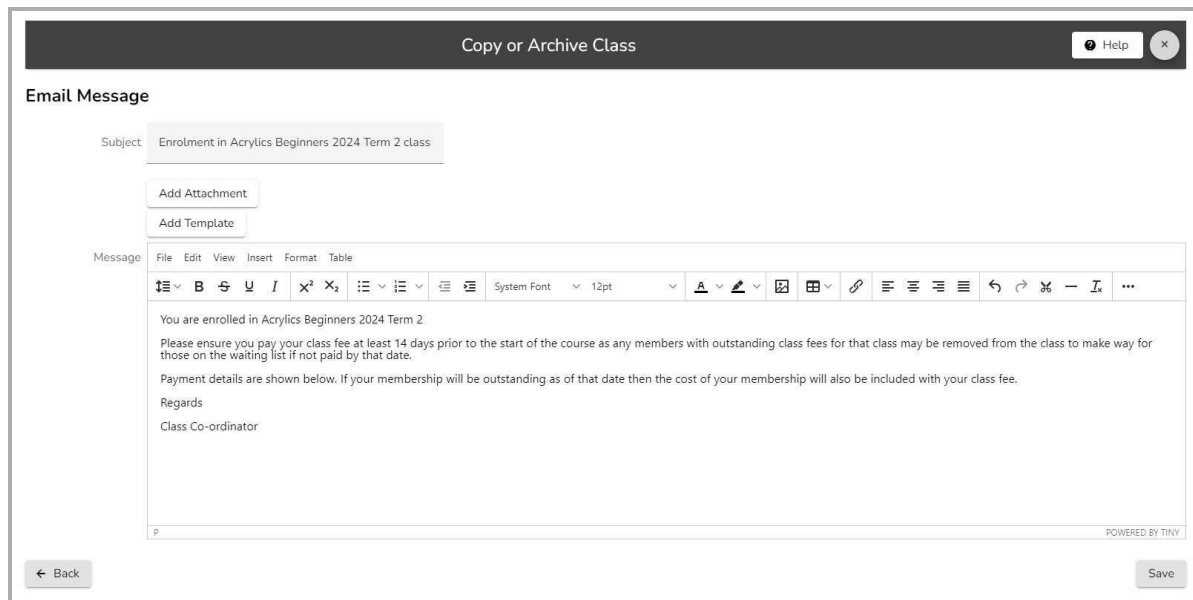 Copy or Archive Class
Help
Email Message
Subject
Enrolment in Acrylics Beginners 2024 Term 2 class
Add Attachment
Add Template
Message
File Edit View Insert Format Table
B S U I X² X₂ System Font 12pt A
You are enrolled in Acrylics Beginners 2024 Term 2
Please ensure you pay your class fee at least 14 days prior to the start of the course as any members with outstanding class fees for that class may be removed from the class to make way for
those on the waiting list if not paid by that date.
Payment details are shown below. If your membership will be outstanding as of that date then the cost of your membership will also be included with your class fee.
Regards
Class Co-ordinator
P
POWERED BY TINY
Back
Save